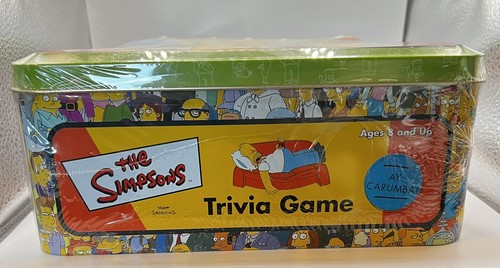 Ages 8 and Up
THE
SIMPSONS
MATT
GROENING
AY
CARUMBA!
Trivia Game